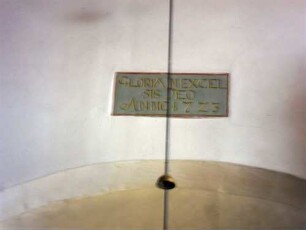 GLORIA IN EXCEL
SIS DEO
ANNO 1723